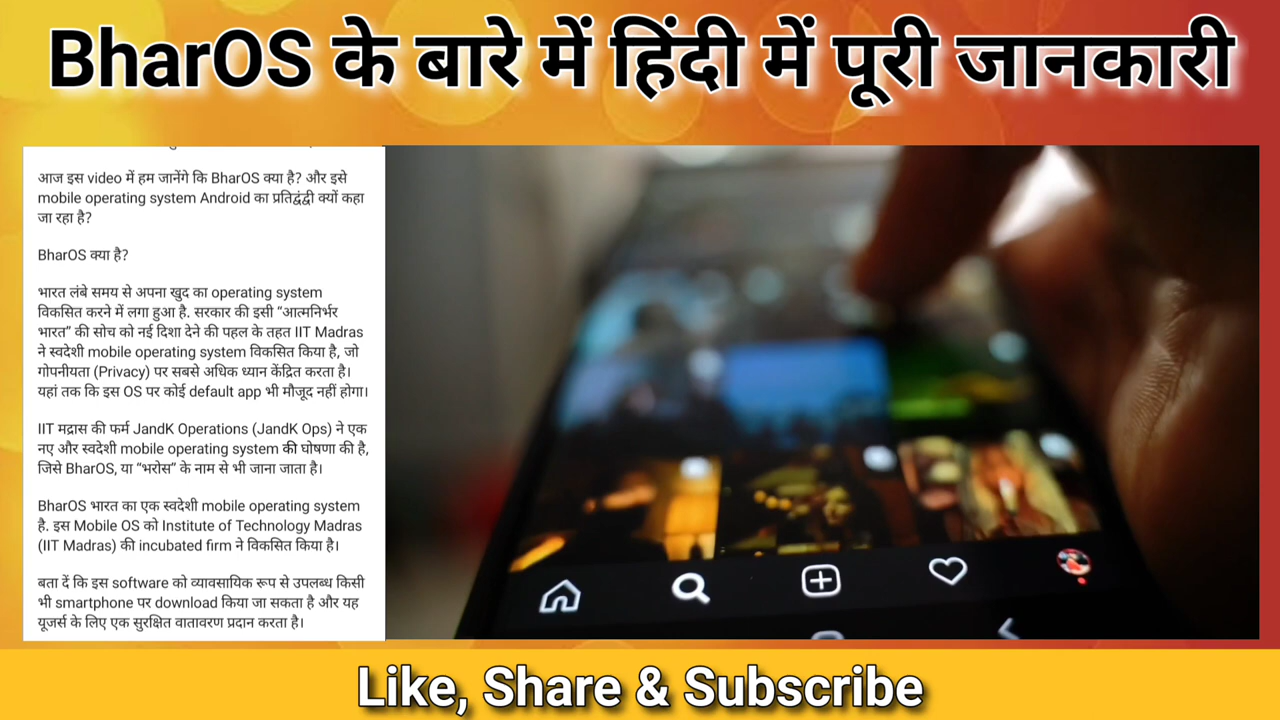 BharOS के बारे में हिंदी में पूरी जानकारी
आज इस video में हम जानेंगे कि BharOS क्या है? और इसे
mobile operating system Android का प्रतिद्वंद्वी क्यों कहा
जा रहा है?
BharOS क्या है?
भारत लंबे समय से अपना खुद का operating system
विकसित करने में लगा हुआ है. सरकार की इसी “आत्मनिर्भर
भारत” की सोच को नई दिशा देने की पहल के तहत IIT Madras
ने स्वदेशी mobile operating system विकसित किया है, जो
गोपनीयता (Privacy) पर सबसे अधिक ध्यान केंद्रित करता है।
यहां तक कि इस OS पर कोई default app भी मौजूद नहीं होगा।
IIT मद्रास की फर्म JandK Operations (JandK Ops) ने एक
नए और स्वदेशी mobile operating system की घोषणा की है,
जिसे BharOS, या “भरोस” के नाम से भी जाना जाता है।
BharOS भारत का एक स्वदेशी mobile operating system
है. इस Mobile OS को Institute of Technology Madras
(IIT Madras) की incubated firm ने विकसित किया है।
बता दें कि इस software को व्यावसायिक रूप से उपलब्ध किसी
भी smartphone पर download किया जा सकता है और यह
यूजर्स के लिए एक सुरक्षित वातावरण प्रदान करता है।
Like, Share & Subscribe